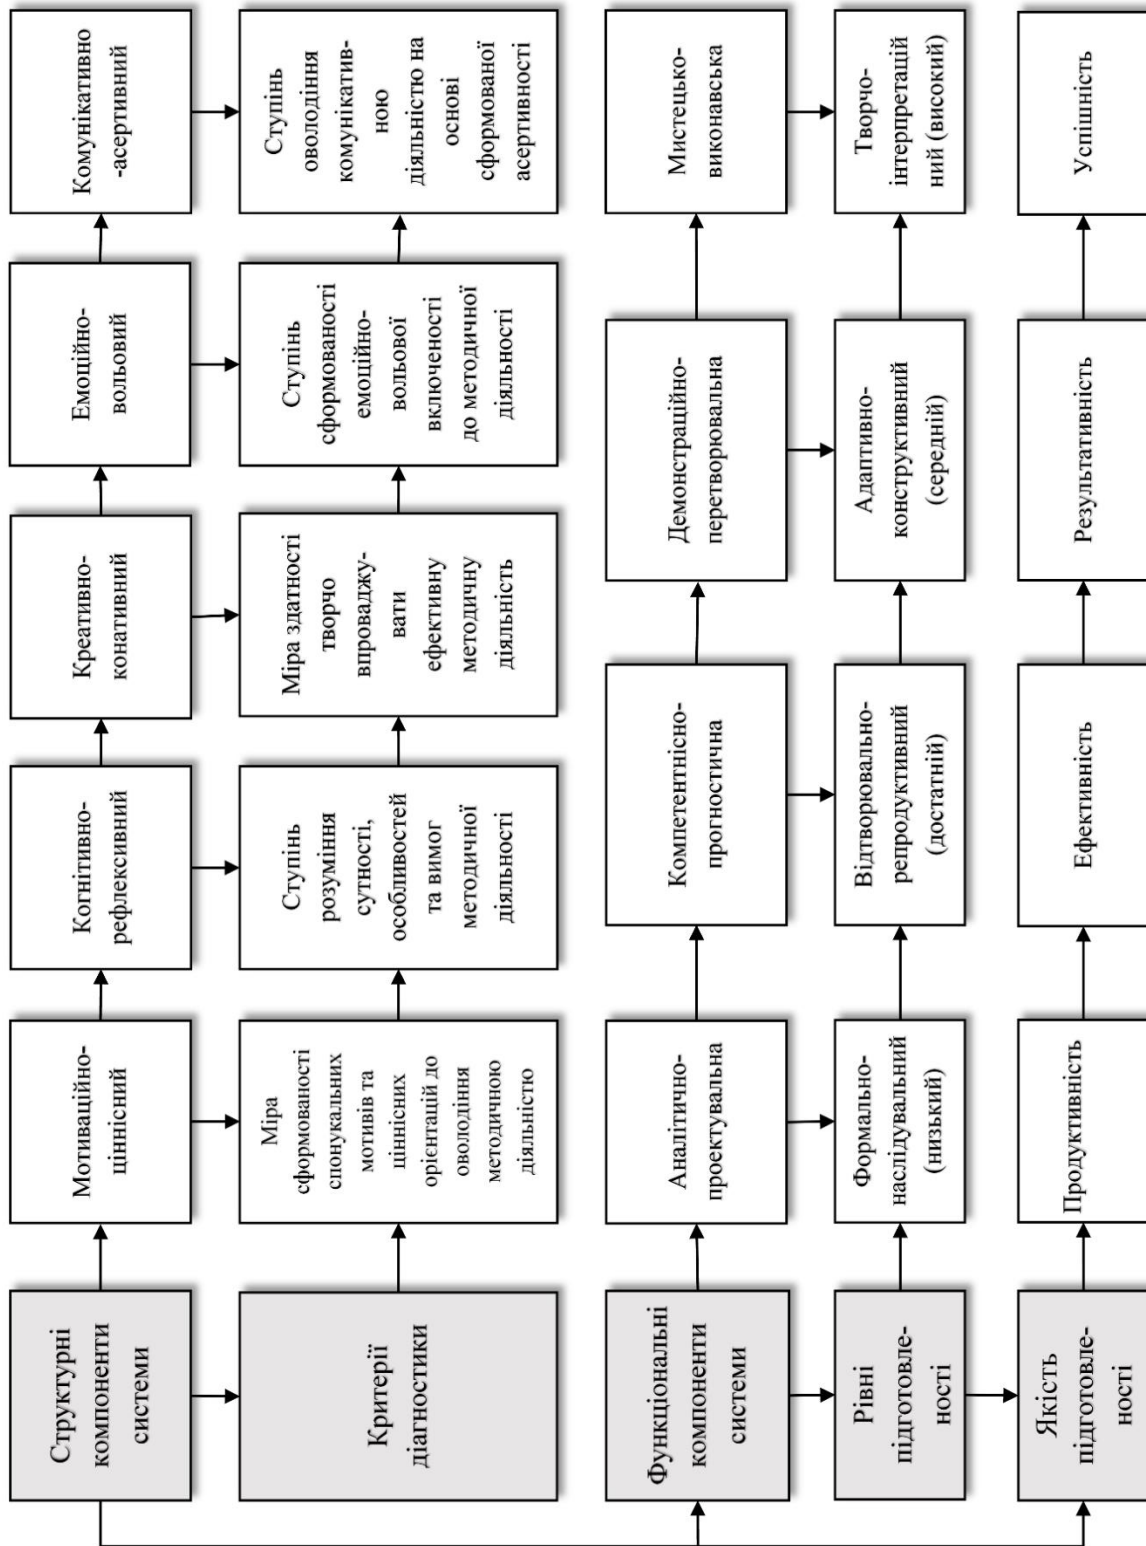 Структурні
компоненти
системи
Мотиваційно-
ціннісний
Когнітивно-
рефлексивний
Креативно-
конативний
Емоційно-
вольовий
Комунікативно
-асертивний
Критерії
діагностики
Міра
сформованості
спонукальних
мотивів та
ціннісних
орієнтацій до
оволодіння
методичною
діяльністю
Ступінь
розуміння
сутності,
особливостей
та вимог
методичної
діяльності
Міра здатності
творчо
впроваджу-
вати
ефективну
методичну
діяльність
Ступінь
сформованості
емоційно-
вольової
включеності
до методичної
діяльності
Ступінь
оволодіння
комунікатив-
ною
діяльністю на
основі
сформованої
асертивності
Функціональні
компоненти
системи
Аналітично-
проектувальна
Компетентнісно-
прогностична
Демонстраційно-
перетворювальна
Мистецько-
виконавська
Рівні
підготовле-
ності
Формально-
наслідувальний
(низький)
Відтворювально-
репродуктивний
(достатній)
Адаптивно-
конструктивний
(середній)
Творчо-
інтерпретацій
ний (високий)
Якість
підготовле-
ності
Продуктивність
Ефективність
Результативність
Успішність